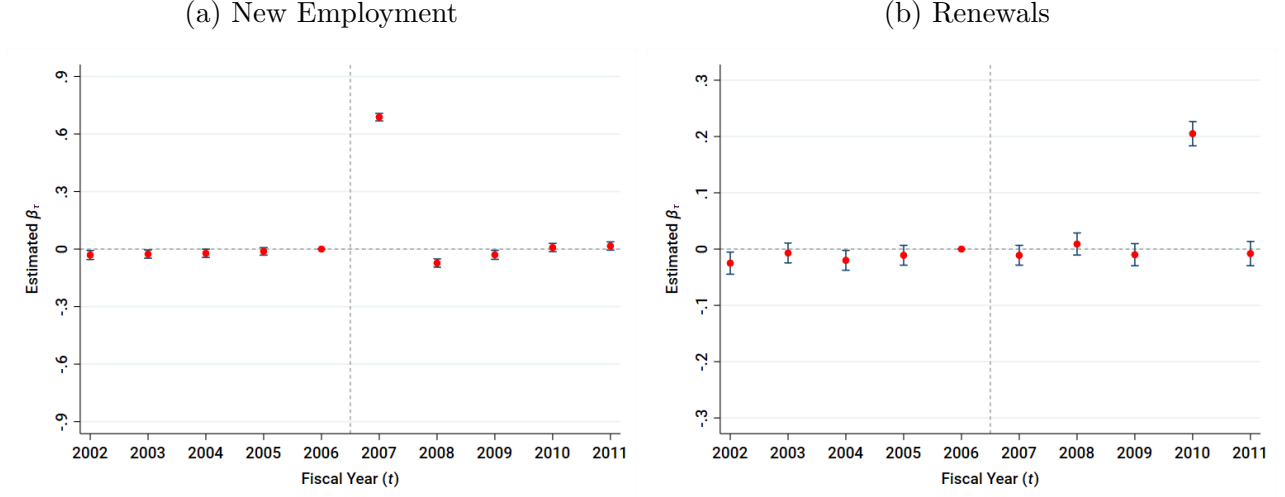 (a) New Employment
.9
.6
.3
0
-.3
-.6
-.9
Estimated βτ
2002 2003 2004 2005 2006 2007 2008 2009 2010 2011
Fiscal Year (t)
(b) Renewals
.3
.2
.1
0
-.1
-.2
-.3
Estimated βτ
2002 2003 2004 2005 2006 2007 2008 2009 2010 2011
Fiscal Year (t)